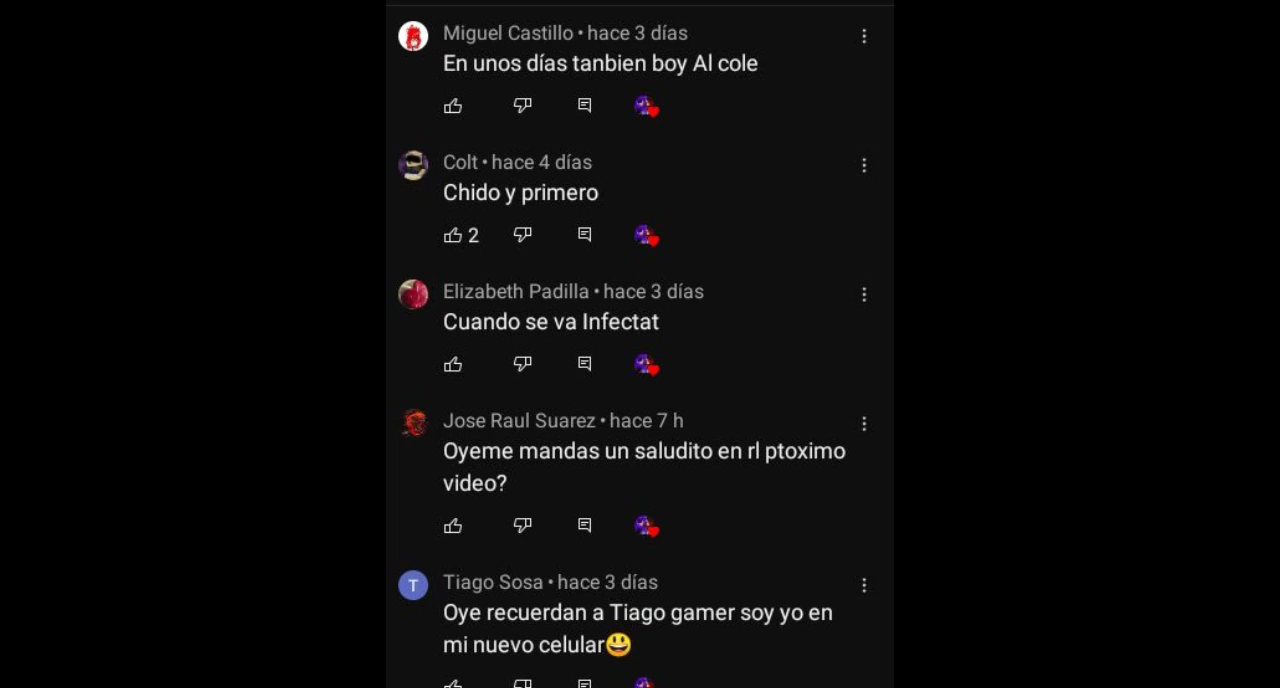 Miguel Castillo • hace 3 días
En unos días tanbien boy Al cole
Colt • hace 4 días
Chido y primero
2
Elizabeth Padilla • hace 3 días
Cuando se va Infectat
Jose Raul Suarez • hace 7 h
Oyeme mandas un saludito en rl ptoximo
video?
T
Tiago Sosa • hace 3 días
Oye recuerdan a Tiago gamer soy yo en
mi nuevo celular😃